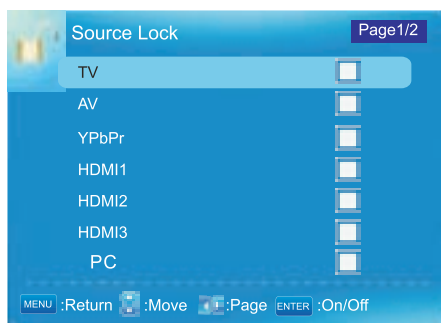 Source Lock Page1/2
TV
AV
YPbPr
HDMI1
HDMI2
HDMI3
PC
MENU :Return :Move :Page ENTER :On/Off